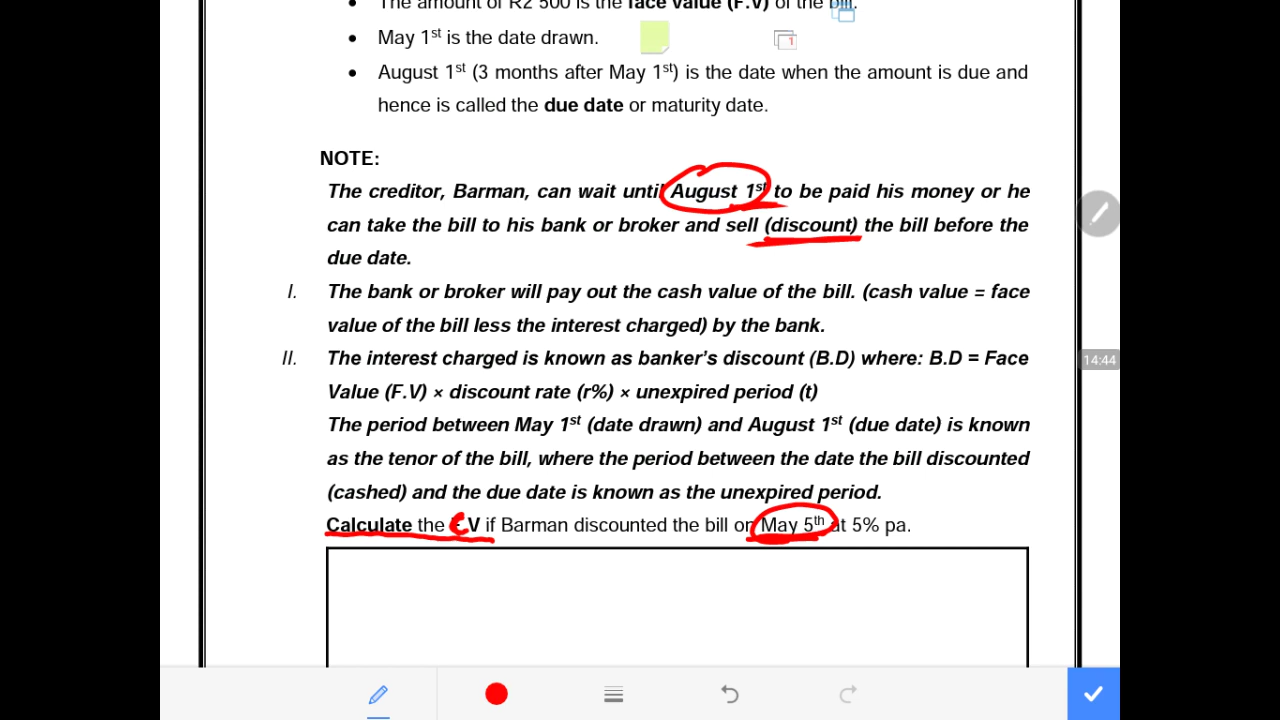 • The amount of R2 500 is the face value (F.V) of the bill.
• May 1st is the date drawn.
1
• August 1st (3 months after May 1st) is the date when the amount is due and
hence is called the due date or maturity date.
NOTE:
The creditor, Barman, can wait until August 1st to be paid his money or he
can take the bill to his bank or broker and sell (discount) the bill before the
due date.
I. The bank or broker will pay out the cash value of the bill. (cash value = face
value of the bill less the interest charged) by the bank.
II. The interest charged is known as banker's discount (B.D) where: B.D = Face
Value (F.V) × discount rate (r%) × unexpired period (t)
The period between May 1st (date drawn) and August 1st (due date) is known
as the tenor of the bill, where the period between the date the bill discounted
(cashed) and the due date is known as the unexpired period.
Calculate the C.V if Barman discounted the bill on May 5th at 5% pa.
14:44